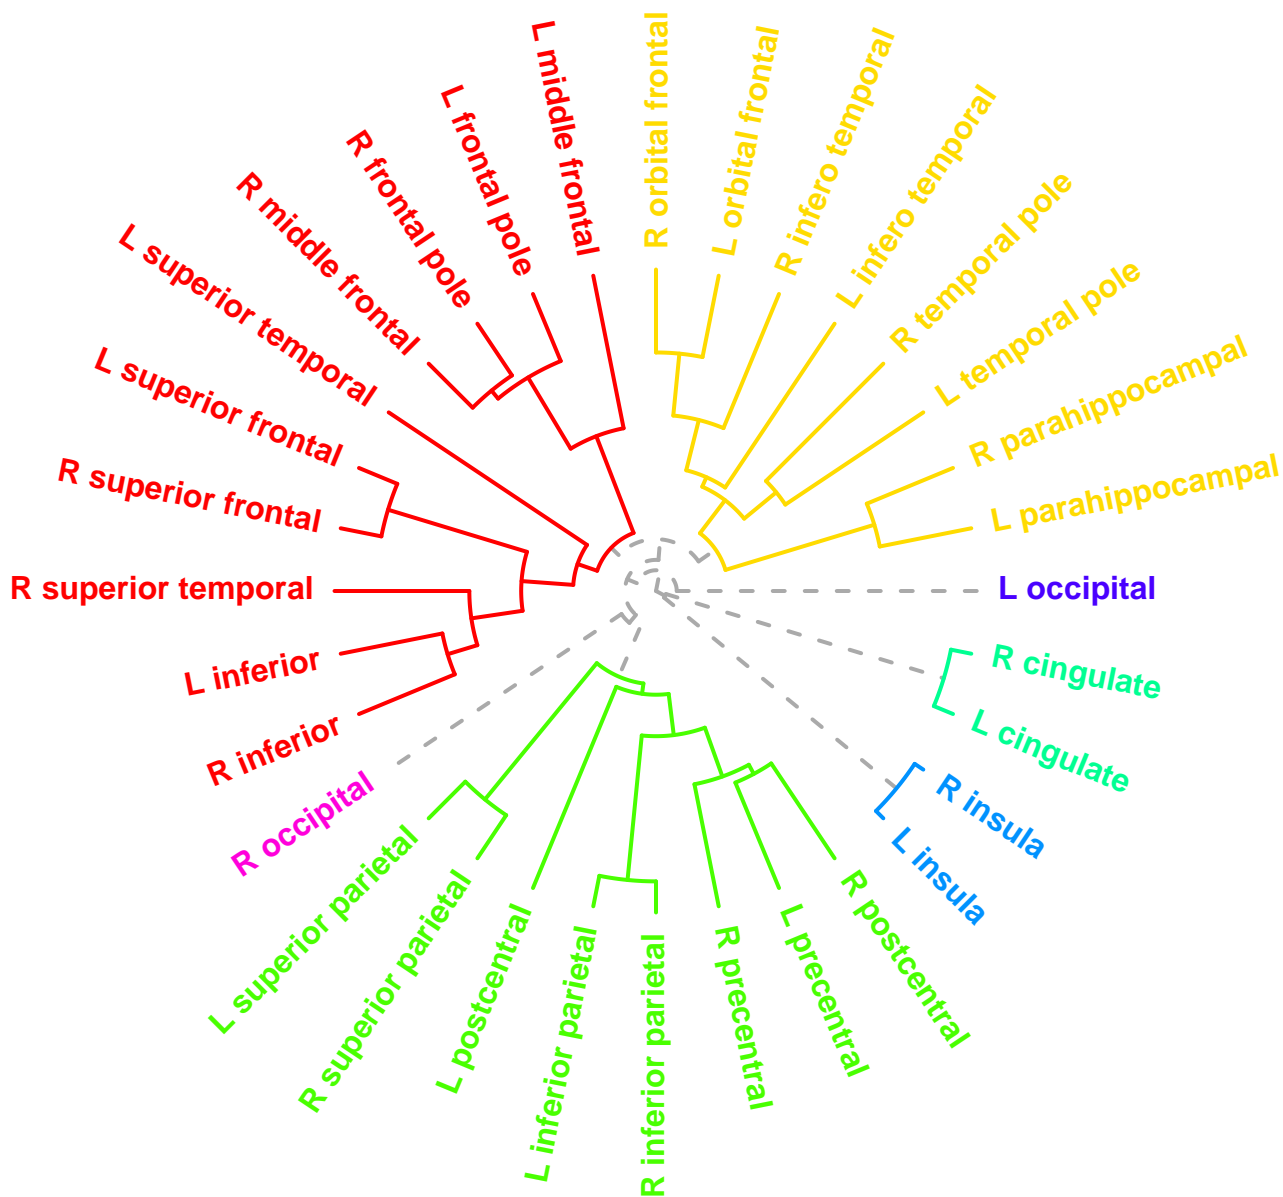 L middle frontal
R orbital frontal
L orbital frontal
R infero temporal
L infero temporal
R temporal pole
L temporal pole
R parahippocampal
L parahippocampal
L occipital
R cingulate
L cingulate
R insula
L insula
R postcentral
L precentral
R precentral
R inferior parietal
L inferior parietal
L postcentral
R superior parietal
L superior parietal
R occipital
R inferior
L inferior
R superior temporal
R superior frontal
L superior frontal
L superior temporal
R middle frontal
R frontal pole
L frontal pole